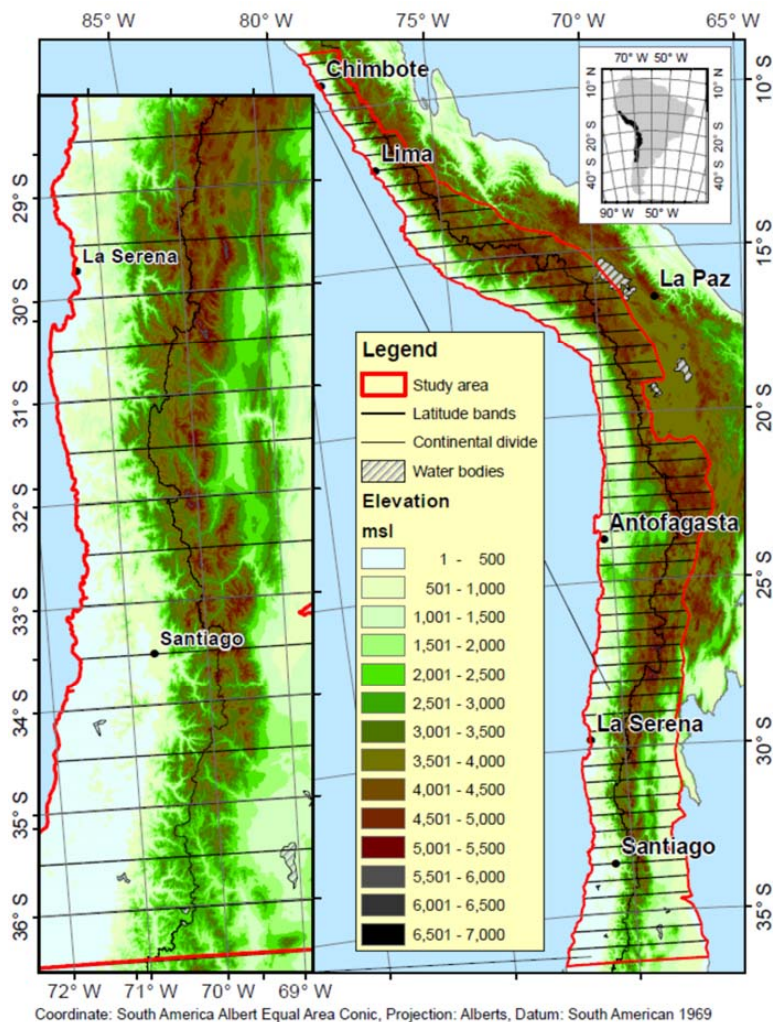 85° W 80° W 75° W 70° W 65° W
Chimbote
Lima
La Paz
Antofagasta
La Serena
Santiago
70° W 50° W
10° N
10° S
20° S
40° S
10° N
10° S
20° S
40° S
90° W 50° W
10° S
15° S
20° S
25° S
30° S
35° S
29° S
30° S
31° S
32° S
33° S
34° S
35° S
36° S
La Serena
Santiago
Legend
Study area
Latitude bands
Continental divide
Water bodies
Elevation
msl
1 - 500
501 - 1,000
1,001 - 1,500
1,501 - 2,000
2,001 - 2,500
2,501 - 3,000
3,001 - 3,500
3,501 - 4,000
4,001 - 4,500
4,501 - 5,000
5,001 - 5,500
5,501 - 6,000
6,001 - 6,500
6,501 - 7,000
72° W 71° W 70° W 69° W 75° W 70° W
Coordinate: South America Albert Equal Area Conic, Projection: Alberts, Datum: South American 1969